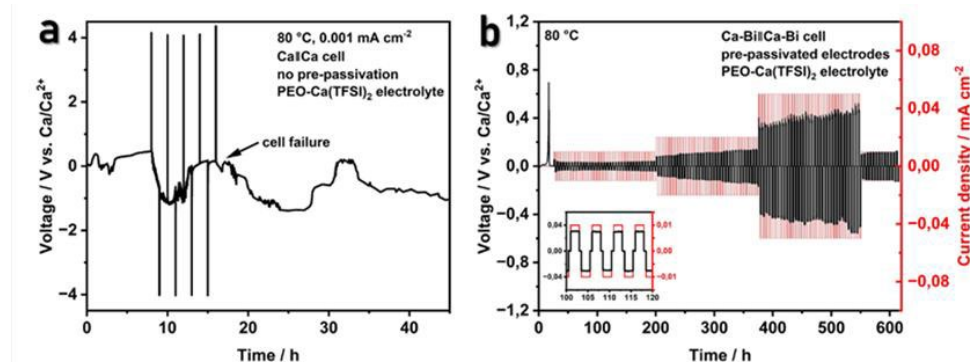 a
80 °C, 0.001 mA cm⁻²
Ca‖Ca cell
no pre-passivation
PEO-Ca(TFSI)₂ electrolyte
cell failure
4
2
0
−2
−4
Voltage / V vs. Ca/Ca²⁺
0
10
20
30
40
Time / h
b
80 °C
Ca-Bi‖Ca-Bi cell
pre-passivated electrodes
PEO-Ca(TFSI)₂ electrolyte
1,2
0,8
0,4
0,0
−0,4
−0,8
−1,2
Voltage / V vs. Ca/Ca²⁺
0,08
0,04
0,00
−0,04
−0,08
Current density / mA cm⁻²
0,04
0,00
−0,04
0,01
0,00
−0,01
100 105 110 115 120
0 100 200 300 400 500 600
Time / h